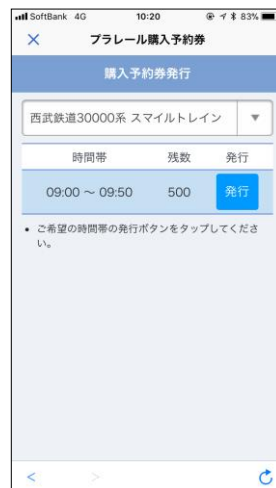 SoftBank 4G 10:20 83%
プラレール購入予約券
購入予約券発行
西武鉄道30000系 スマイルトレイン
時間帯 残数 発行
09:00 ～ 09:50 500 発行
• ご希望の時間帯の発行ボタンをタップしてくださ
い。